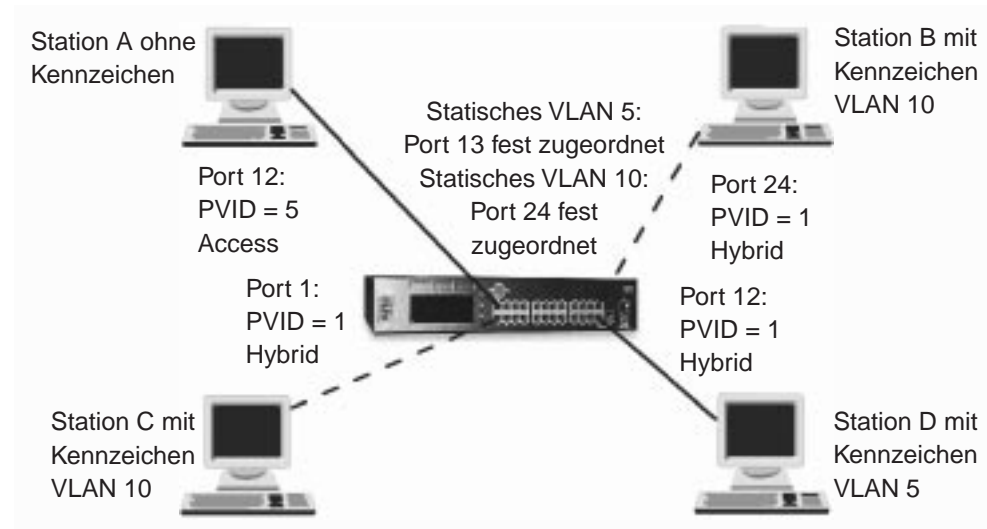 Station A ohne
Kennzeichen
Station B mit
Kennzeichen
VLAN 10
Statisches VLAN 5:
Port 13 fest zugeordnet
Statisches VLAN 10:
Port 24 fest
zugeordnet
Port 12:
PVID = 5
Access
Port 24:
PVID = 1
Hybrid
Port 1:
PVID = 1
Hybrid
Port 12:
PVID = 1
Hybrid
Station C mit
Kennzeichen
VLAN 10
Station D mit
Kennzeichen
VLAN 5